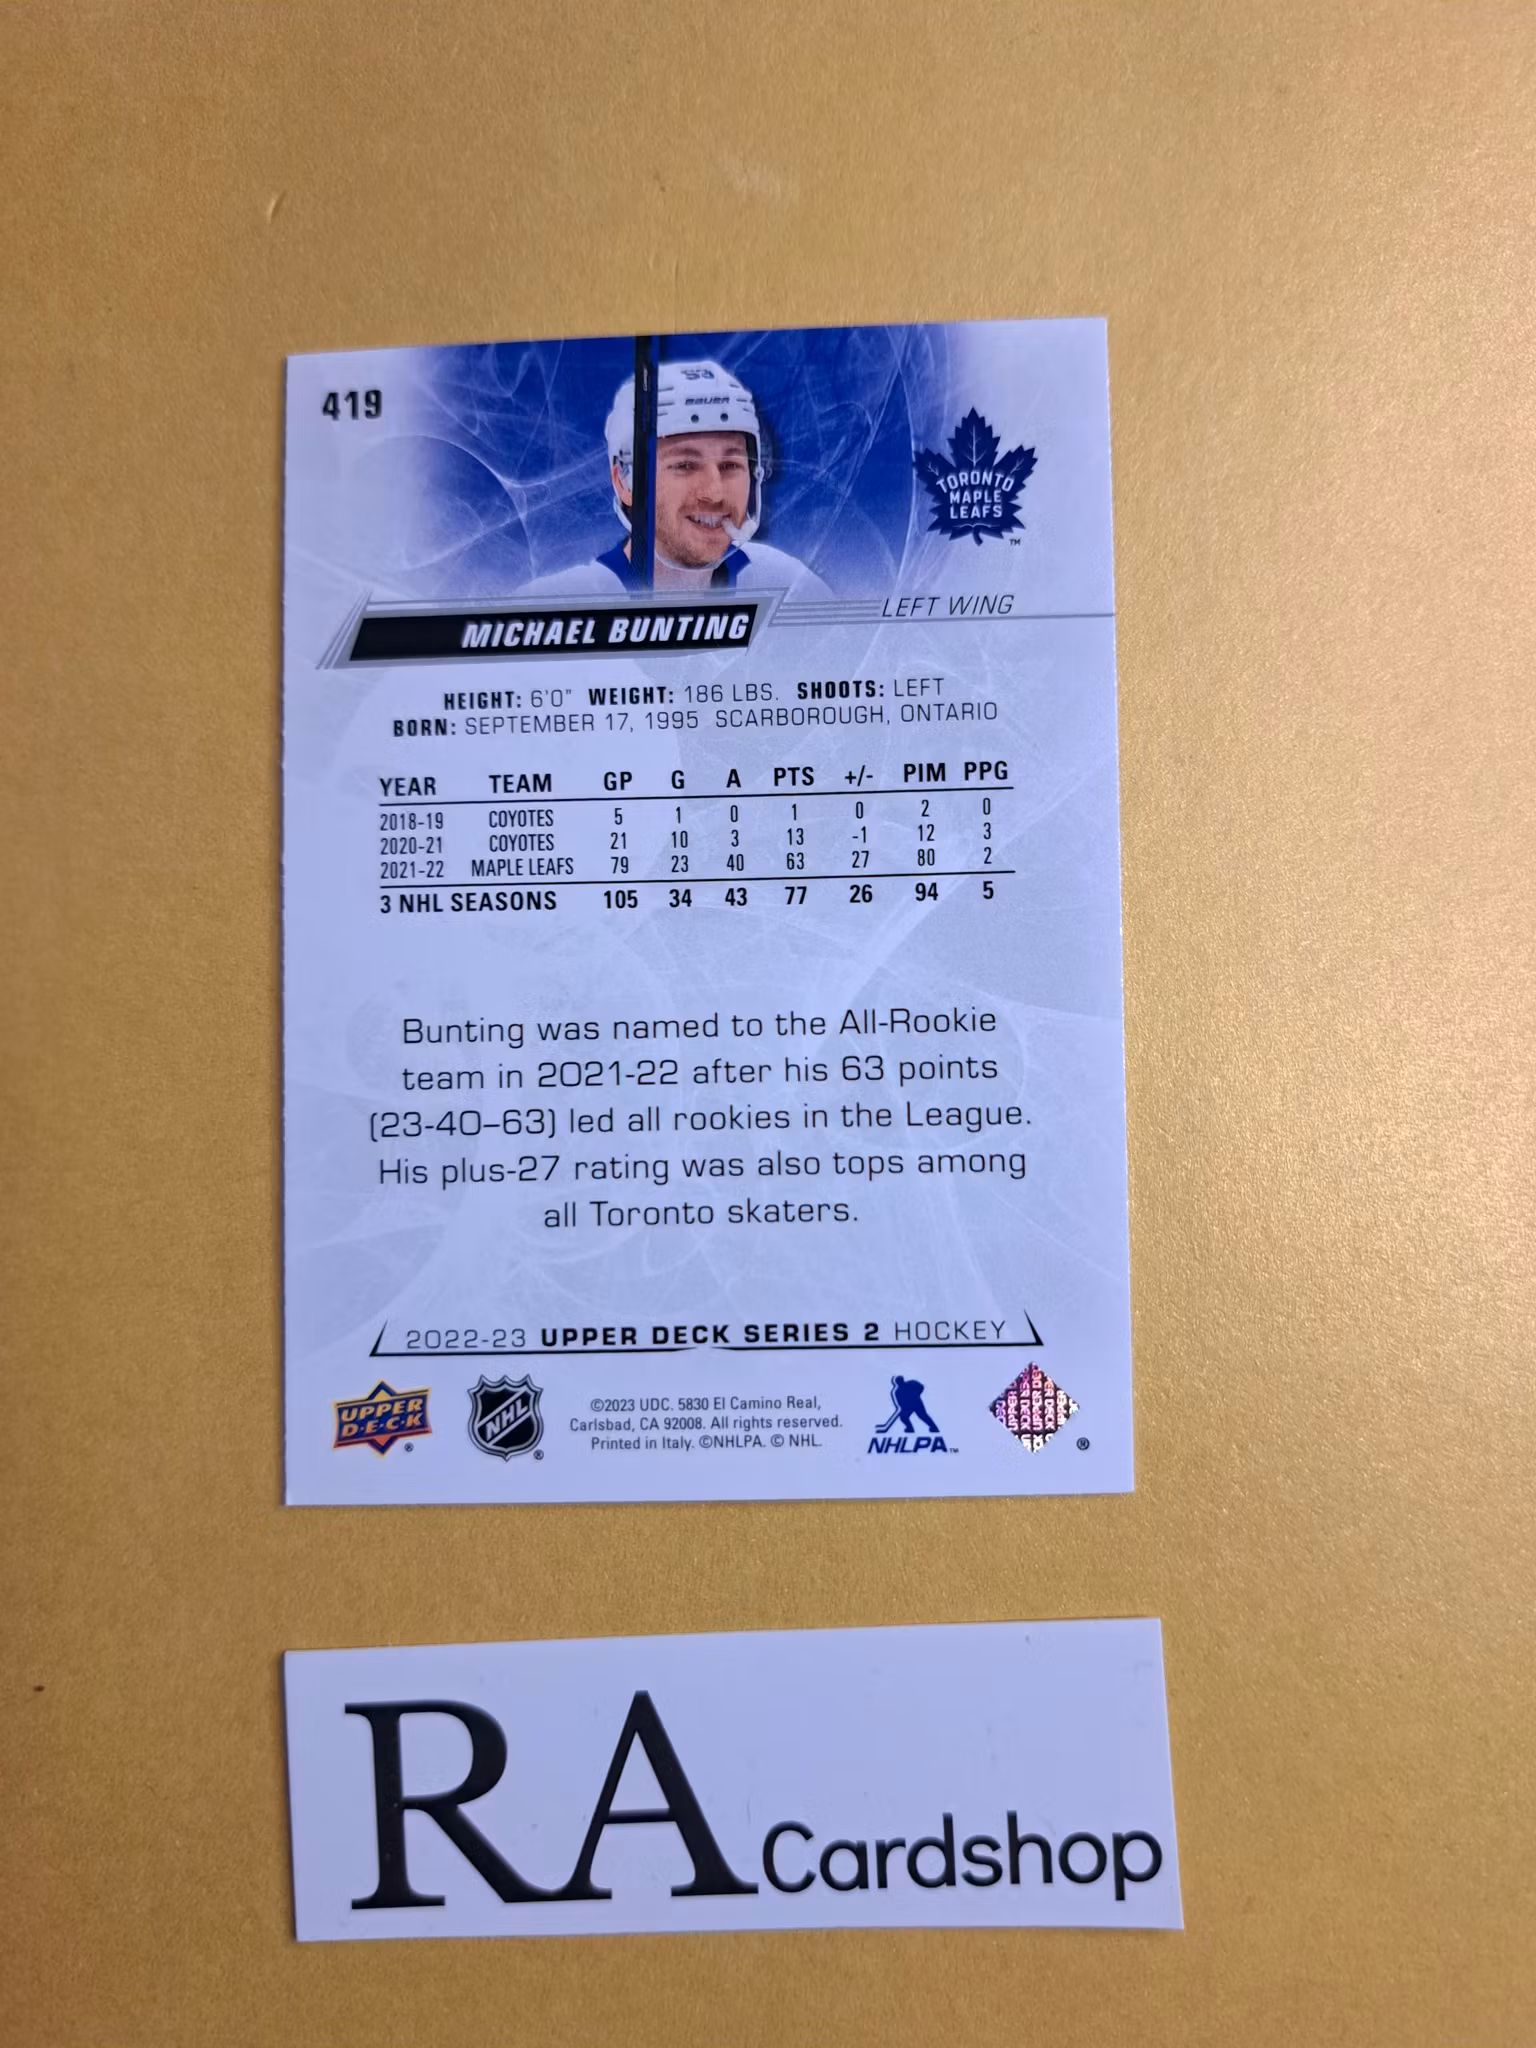 419
53
BAUER
TORONTO
MAPLE
LEAFS
™
LEFT WING
MICHAEL BUNTING
HEIGHT: 6'0" WEIGHT: 186 LBS. SHOOTS: LEFT
BORN: SEPTEMBER 17, 1995 SCARBOROUGH, ONTARIO
YEAR TEAM GP G A PTS +/- PIM PPG
2018-19 COYOTES 5 1 0 1 0 2 0
2020-21 COYOTES 21 10 3 13 -1 12 3
2021-22 MAPLE LEAFS 79 23 40 63 27 80 2
3 NHL SEASONS 105 34 43 77 26 94 5
Bunting was named to the All-Rookie
team in 2021-22 after his 63 points
(23-40–63) led all rookies in the League.
His plus-27 rating was also tops among
all Toronto skaters.
2022-23 UPPER DECK SERIES 2 HOCKEY
UPPER
D·E·C·K
®
NHL
®
©2023 UDC. 5830 El Camino Real,
Carlsbad, CA 92008. All rights reserved.
Printed in Italy. ©NHLPA. © NHL.
NHLPA™
®
RA Cardshop